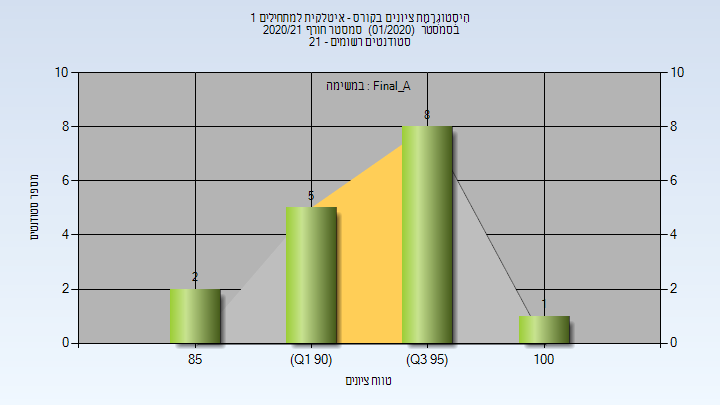 היסטוגרמת ציונים בקורס - איטלקית למתחילים 1
בסמסטר (01/2020) סמסטר חורף 2020/21
סטודנטים רשומים - 21
במשימה : Final_A
מספר סטודנטים
10 10
8 8
6 6
4 4
2 2
0 0
2
5
8
1
85 (Q1 90) (Q3 95) 100
טווח ציונים